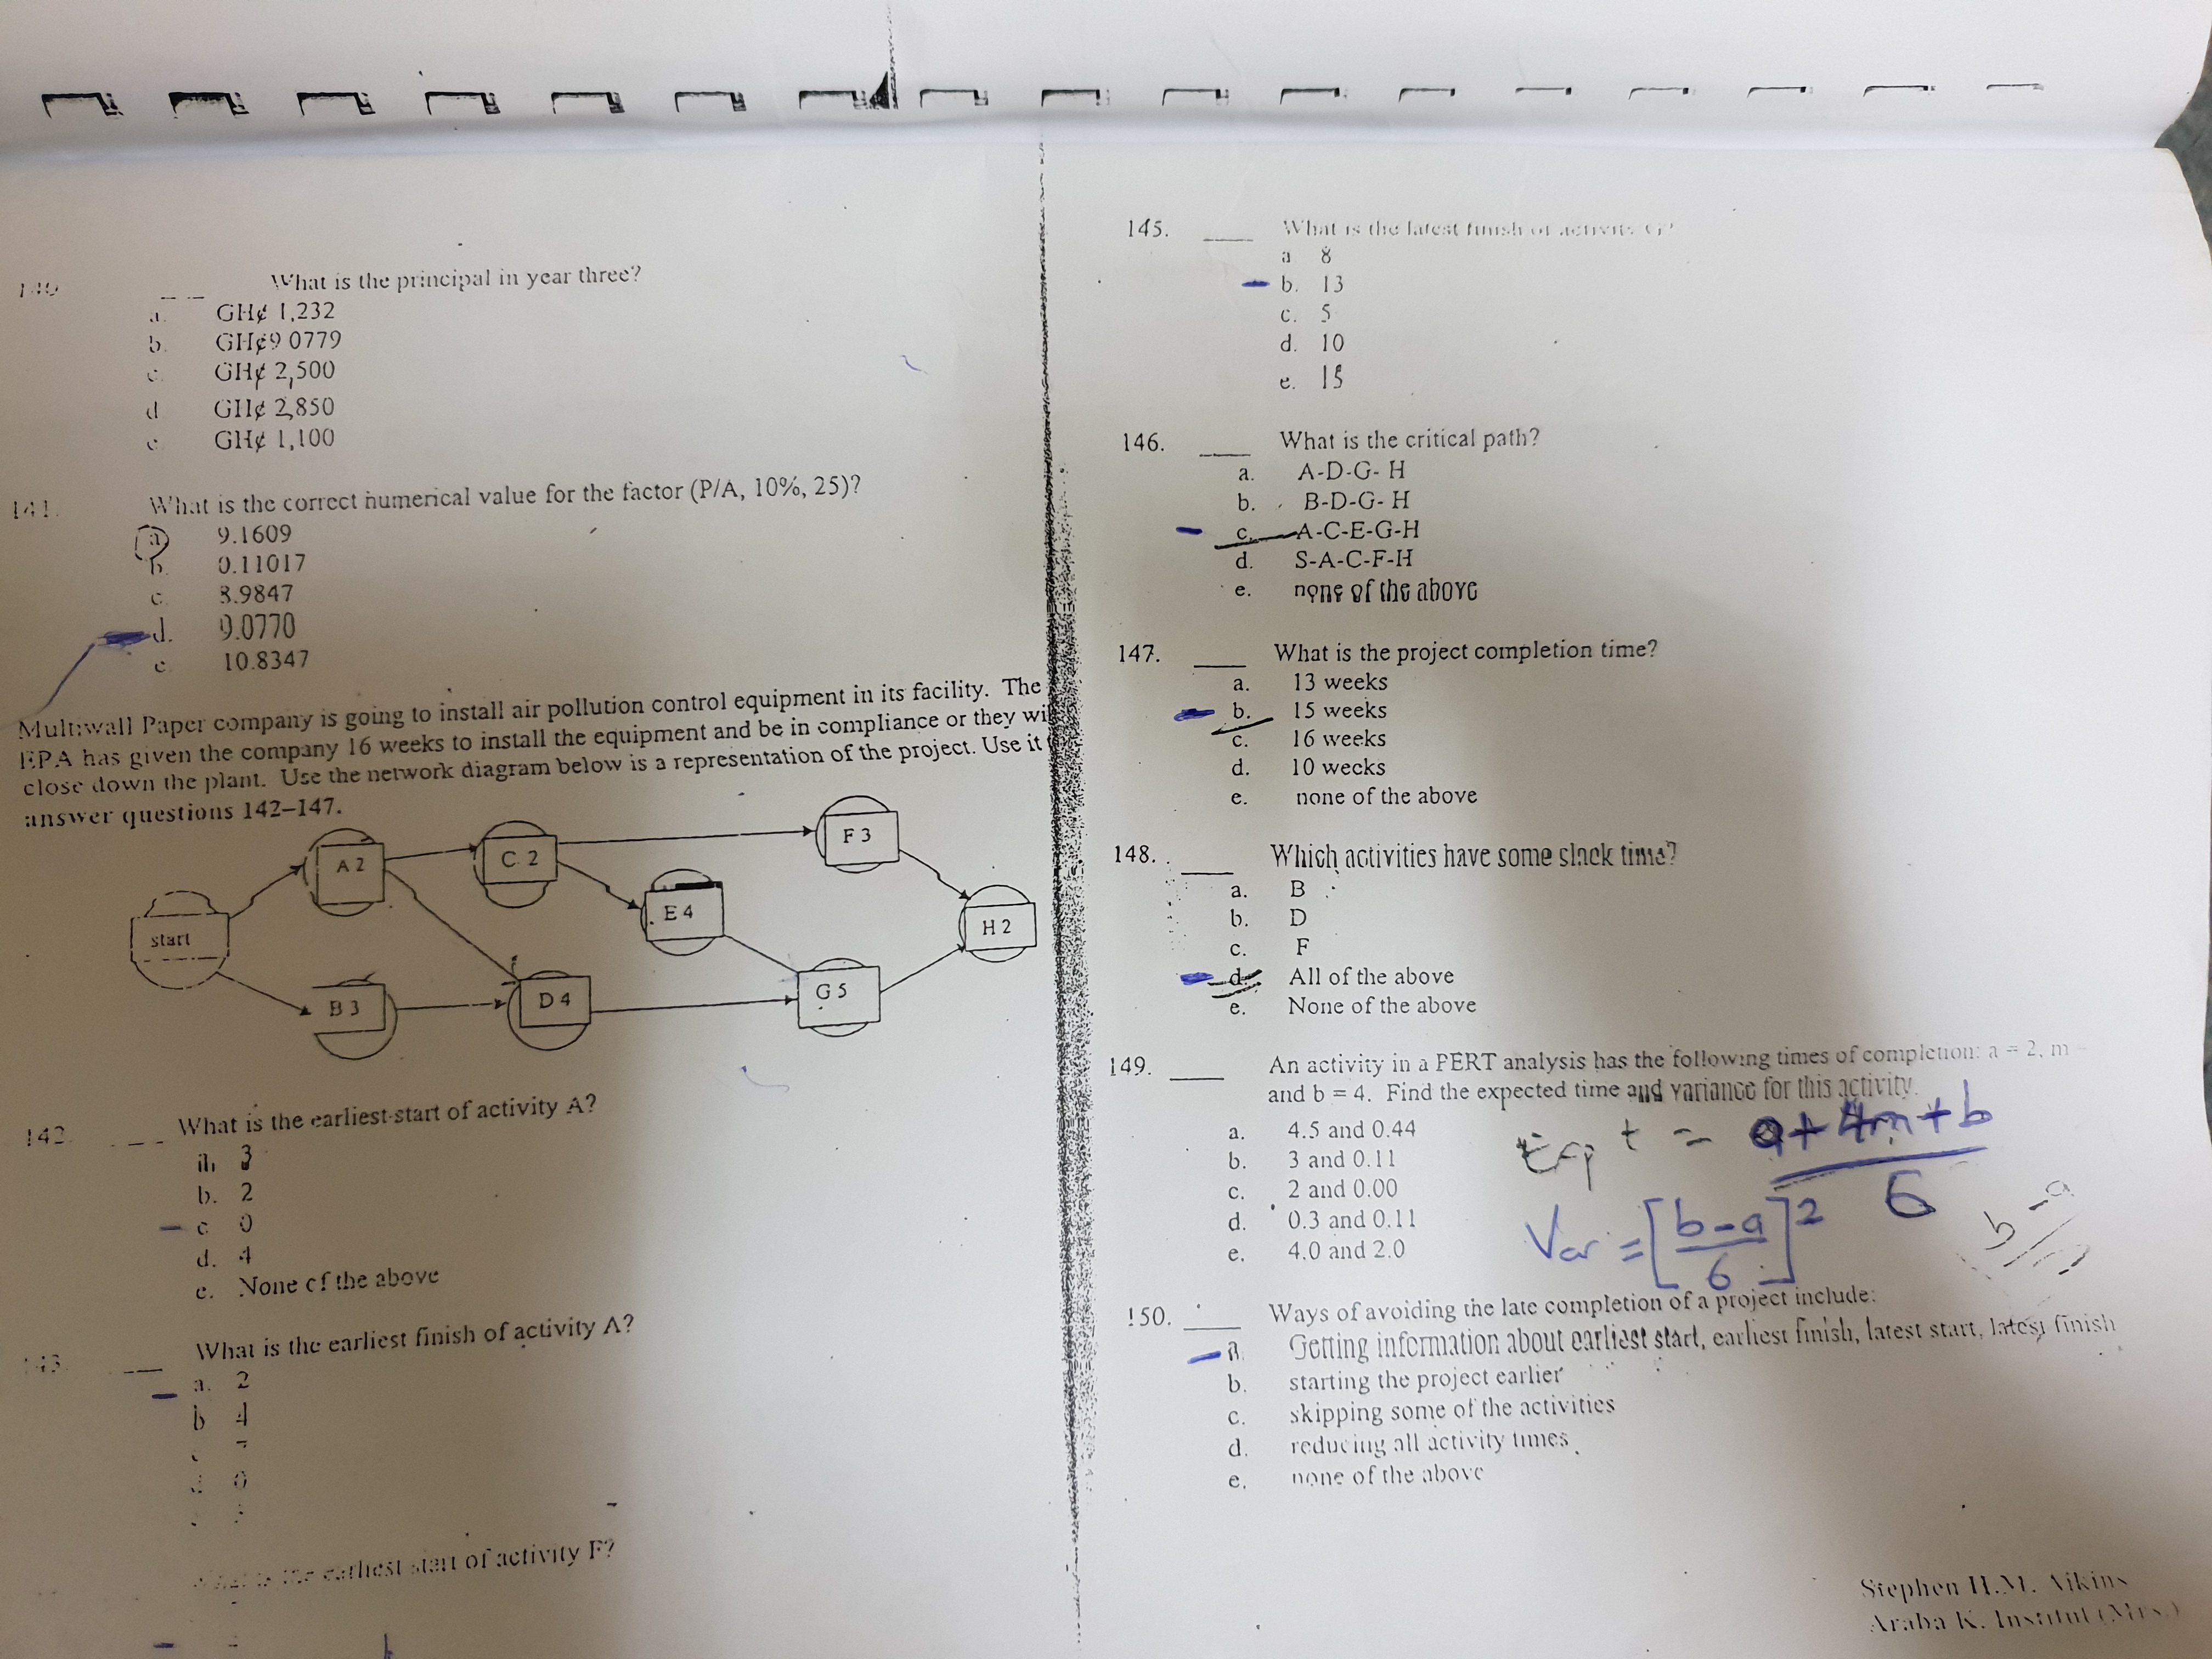 What is the principal in year three?
a. GH¢ 1,232
b. GH¢9 0779
c. GH¢ 2,500
d GH¢ 2,850
e GH¢ 1,100
141. What is the correct numerical value for the factor (P/A, 10%, 25)?
a 9.1609
b. 0.11017
c. 8.9847
d. 9.0770
e. 10.8347
Multiwall Paper company is going to install air pollution control equipment in its facility. The
EPA has given the company 16 weeks to install the equipment and be in compliance or they will
close down the plant. Use the network diagram below is a representation of the project. Use it
answer questions 142–147.
start
A 2
B 3
C 2
D 4
E 4
F 3
G 5
H 2
142. What is the earliest start of activity A?
a. 3
b. 2
c 0
d. 4
e. None of the above
143. What is the earliest finish of activity A?
a. 2
b 4
earliest start of activity F?
145. What is the latest finish of activity
a 8
b. 13
c. 5
d. 10
e. 15
146. What is the critical path?
a. A-D-G- H
b. B-D-G- H
c. A-C-E-G-H
d. S-A-C-F-H
e. none of the above
147. What is the project completion time?
a. 13 weeks
b. 15 weeks
c. 16 weeks
d. 10 weeks
e. none of the above
148. Which activities have some slack time?
a. B
b. D
c. F
d. All of the above
e. None of the above
149. An activity in a PERT analysis has the following times of completion: a = 2, m
and b = 4. Find the expected time and variance for this activity.
a. 4.5 and 0.44
b. 3 and 0.11
c. 2 and 0.00
d. 0.3 and 0.11
e. 4.0 and 2.0
t = a + 4m + b
6
Var = [b - a]2
6
b - a
150. Ways of avoiding the late completion of a project include:
a. Getting information about earliest start, earliest finish, latest start, latest finish
b. starting the project earlier
c. skipping some of the activities
d. reducing all activity times
e. none of the above
Stephen H.M. Aikins
Araba K.